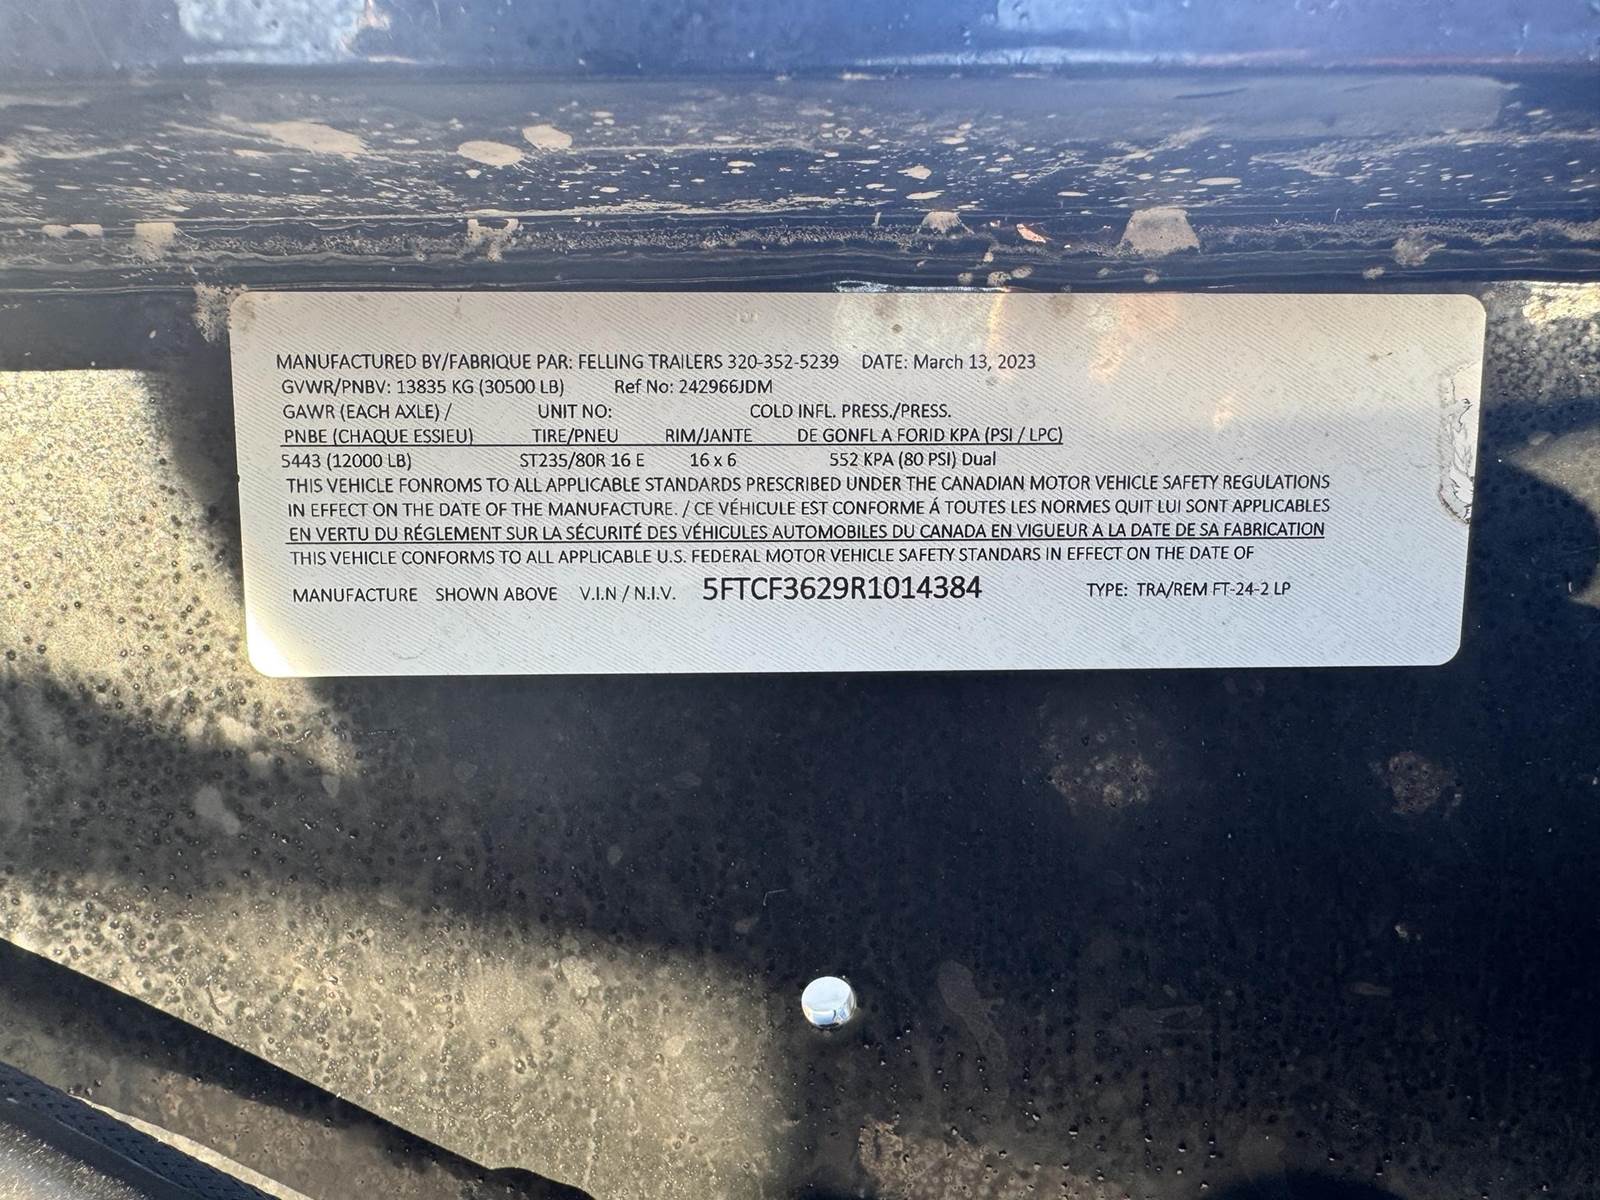 MANUFACTURED BY/FABRIQUE PAR: FELLING TRAILERS 320-352-5239 DATE: March 13, 2023
GVWR/PNBV: 13835 KG (30500 LB) Ref No: 242966JDM
GAWR (EACH AXLE) / UNIT NO: COLD INFL. PRESS./PRESS.
PNBE (CHAQUE ESSIEU) TIRE/PNEU RIM/JANTE DE GONFL A FORID KPA (PSI / LPC)
5443 (12000 LB) ST235/80R 16 E 16 x 6 552 KPA (80 PSI) Dual
THIS VEHICLE FONROMS TO ALL APPLICABLE STANDARDS PRESCRIBED UNDER THE CANADIAN MOTOR VEHICLE SAFETY REGULATIONS
IN EFFECT ON THE DATE OF THE MANUFACTURE. / CE VÉHICULE EST CONFORME Á TOUTES LES NORMES QUIT LUI SONT APPLICABLES
EN VERTU DU RÉGLEMENT SUR LA SÉCURITÉ DES VÉHICULES AUTOMOBILES DU CANADA EN VIGUEUR A LA DATE DE SA FABRICATION
THIS VEHICLE CONFORMS TO ALL APPLICABLE U.S. FEDERAL MOTOR VEHICLE SAFETY STANDARS IN EFFECT ON THE DATE OF
MANUFACTURE SHOWN ABOVE V.I.N / N.I.V. 5FTCF3629R1014384 TYPE: TRA/REM FT-24-2 LP